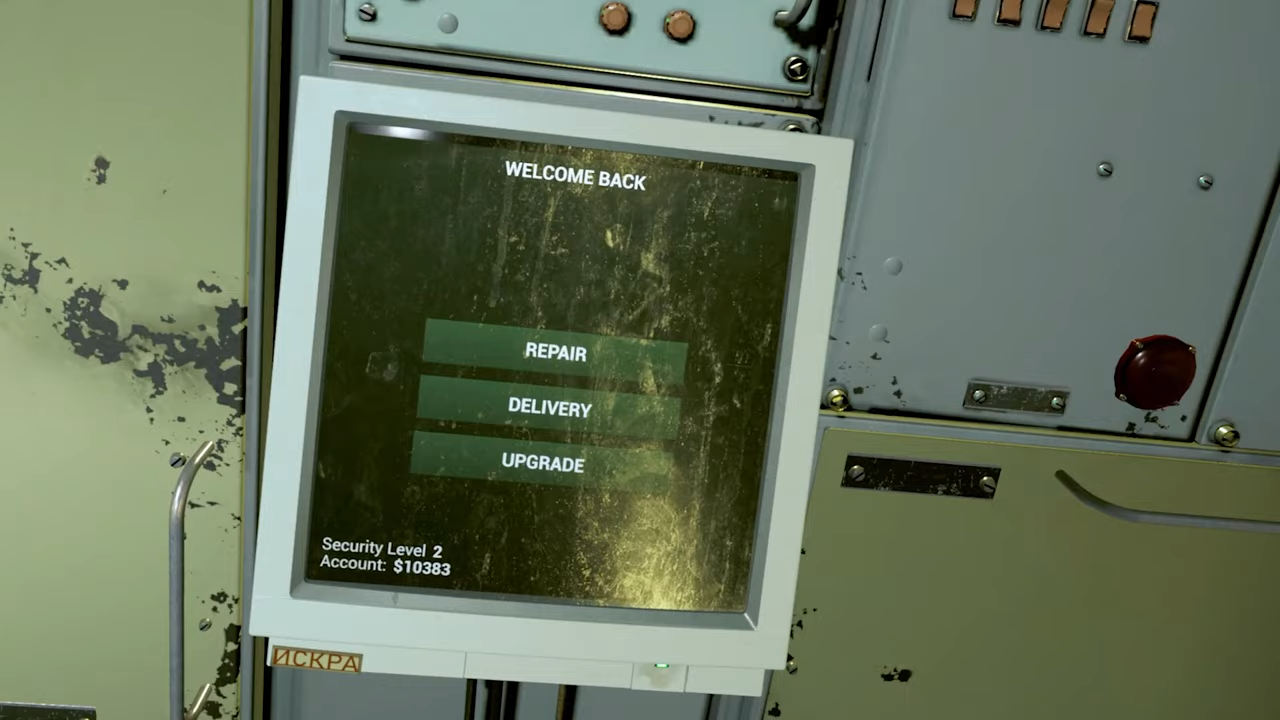 WELCOME BACK
REPAIR
DELIVERY
UPGRADE
Security Level 2
Account: $10383
ИСКРА